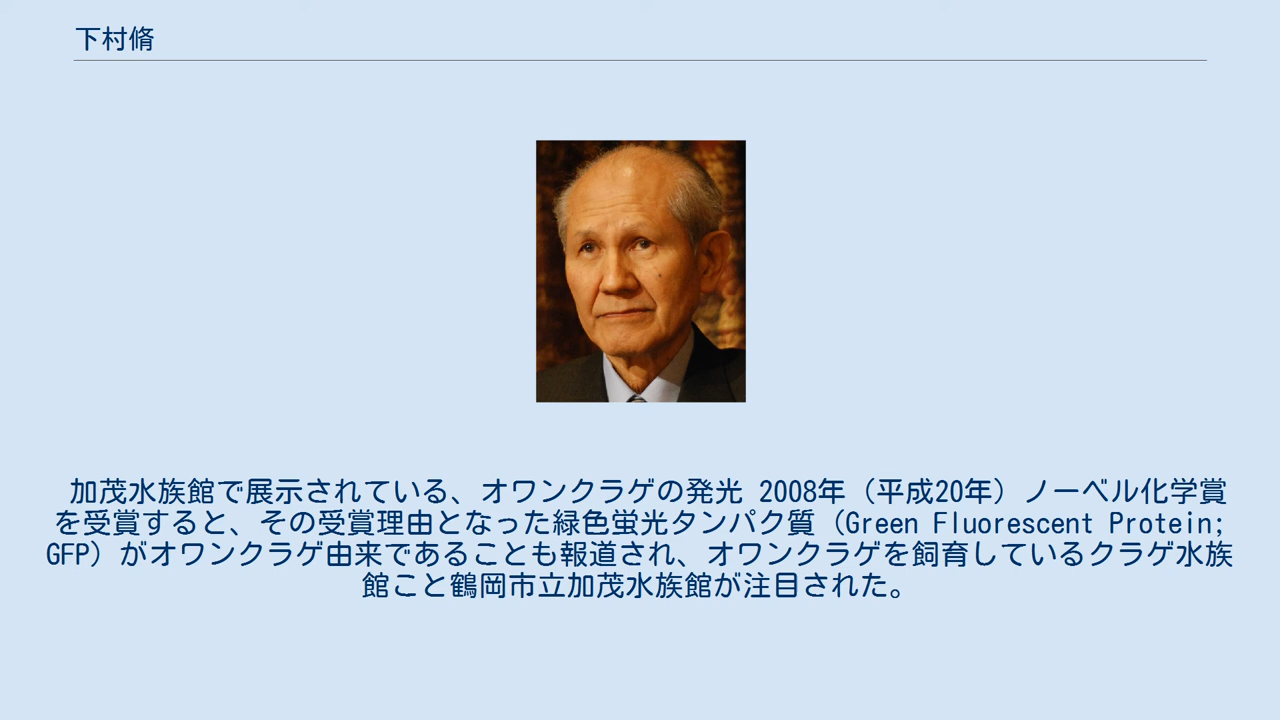 下村脩
加茂水族館で展示されている、オワンクラゲの発光 2008年（平成20年）ノーベル化学賞
を受賞すると、その受賞理由となった緑色蛍光タンパク質（Green Fluorescent Protein;
GFP）がオワンクラゲ由来であることも報道され、オワンクラゲを飼育しているクラゲ水族
館こと鶴岡市立加茂水族館が注目された。